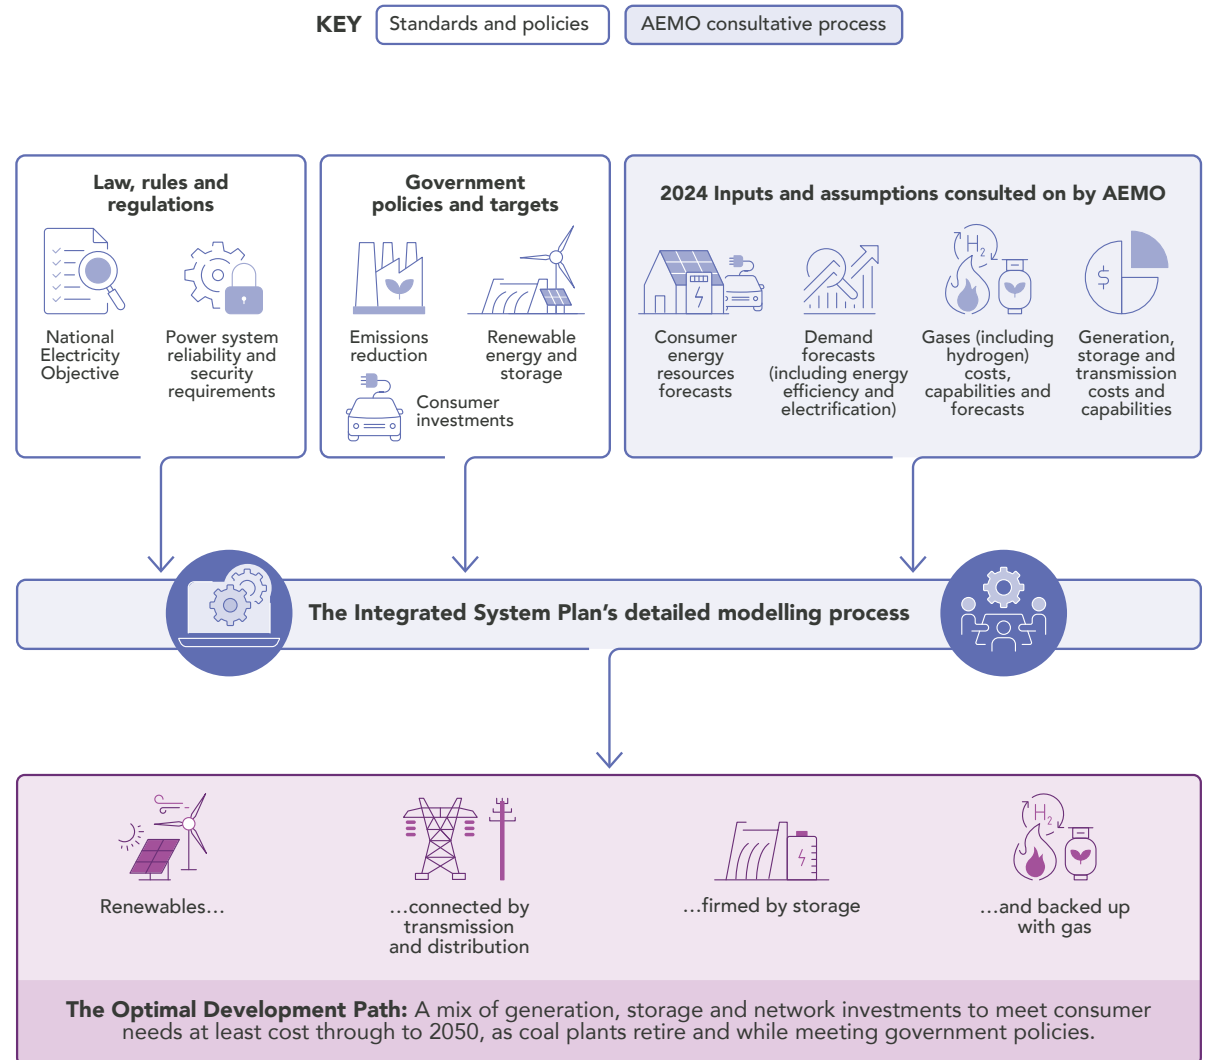 KEY
Standards and policies
AEMO consultative process
Law, rules and
regulations
National
Electricity
Objective
Power system
reliability and
security
requirements
Government
policies and targets
Emissions
reduction
Renewable
energy and
storage
Consumer
investments
2024 Inputs and assumptions consulted on by AEMO
Consumer
energy
resources
forecasts
Demand
forecasts
(including energy
efficiency and
electrification)
H2
Gases (including
hydrogen)
costs,
capabilities and
forecasts
$
Generation,
storage and
transmission
costs and
capabilities
The Integrated System Plan’s detailed modelling process
Renewables…
…connected by
transmission
and distribution
…firmed by storage
H2
…and backed up
with gas
The Optimal Development Path: A mix of generation, storage and network investments to meet consumer
needs at least cost through to 2050, as coal plants retire and while meeting government policies.